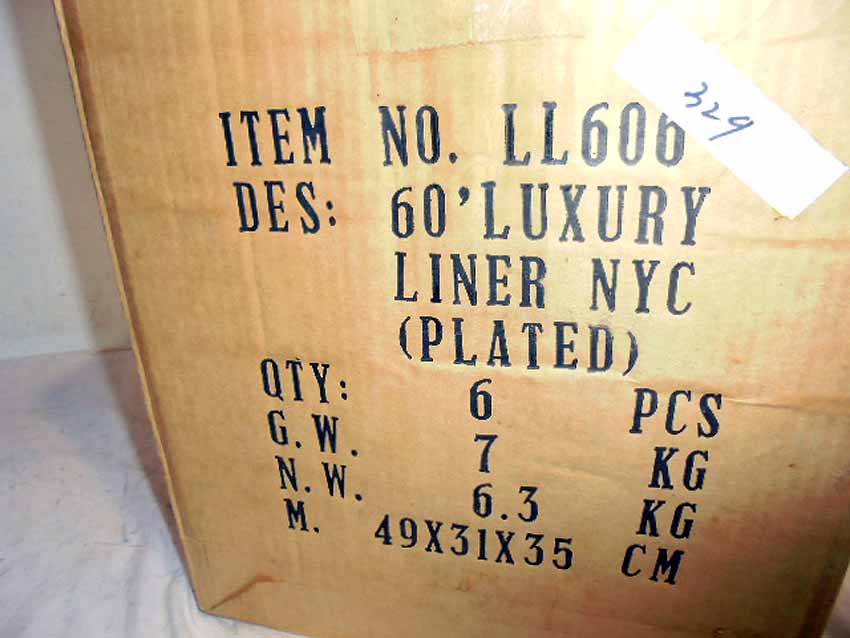 329
ITEM NO. LL606
DES: 60'LUXURY
LINER NYC
(PLATED)
QTY: 6 PCS
G.W. 7 KG
N.W. 6.3 KG
M. 49X31X35 CM